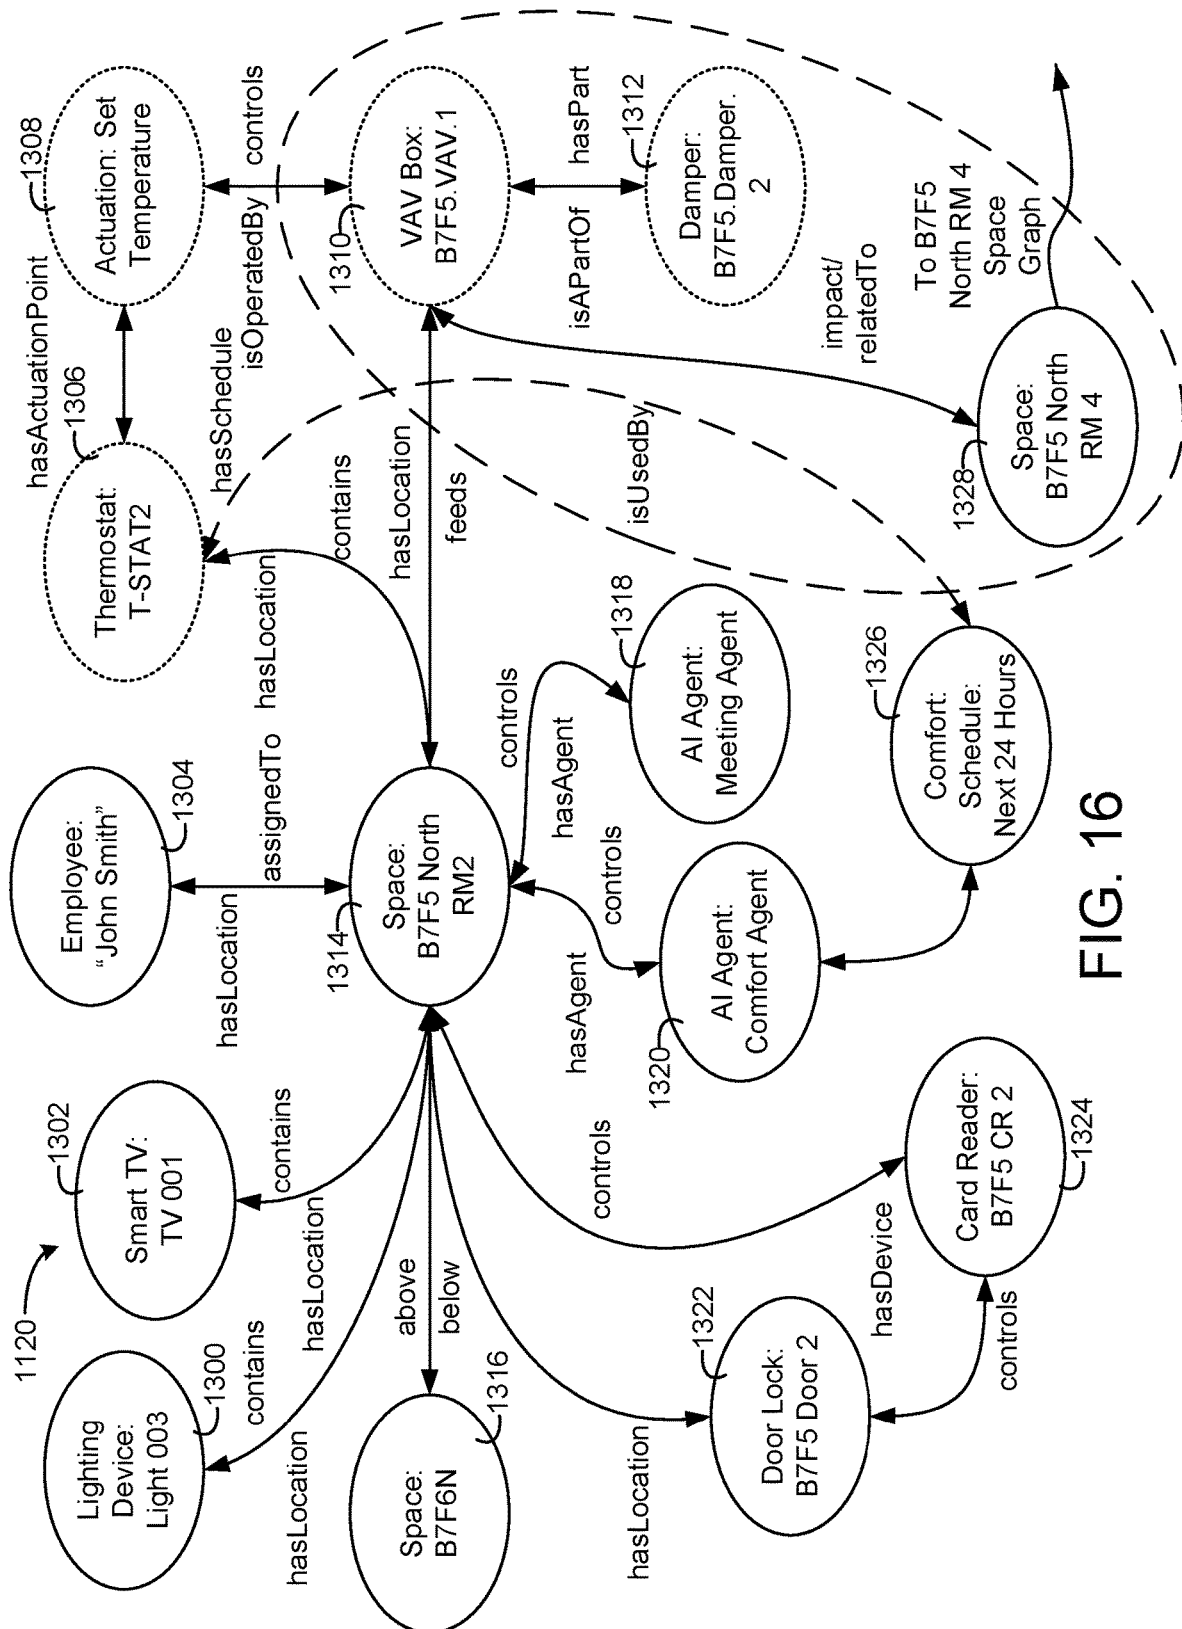 1120
Lighting
Device:
Light 003
1300
contains
hasLocation
Smart TV:
TV 001
1302
contains
hasLocation
Employee:
“John Smith”
1304
hasLocation
assignedTo
Thermostat:
T-STAT2
1306
hasActuationPoint
hasLocation
contains
hasSchedule
isOperatedBy
Actuation: Set
Temperature
1308
controls
Space:
B7F6N
1316
above
below
Space:
B7F5 North
RM2
1314
hasLocation
feeds
VAV Box:
B7F5.VAV.1
1310
isAPartOf
hasPart
Damper:
B7F5.Damper.
2
1312
hasLocation
Door Lock:
B7F5 Door 2
1322
controls
hasDevice
controls
Card Reader:
B7F5 CR 2
1324
hasAgent
controls
AI Agent:
Comfort Agent
1320
hasAgent
controls
AI Agent:
Meeting Agent
1318
isUsedBy
Comfort:
Schedule:
Next 24 Hours
1326
impact/
relatedTo
Space:
B7F5 North
RM 4
1328
To B7F5
North RM 4
Space
Graph
FIG. 16